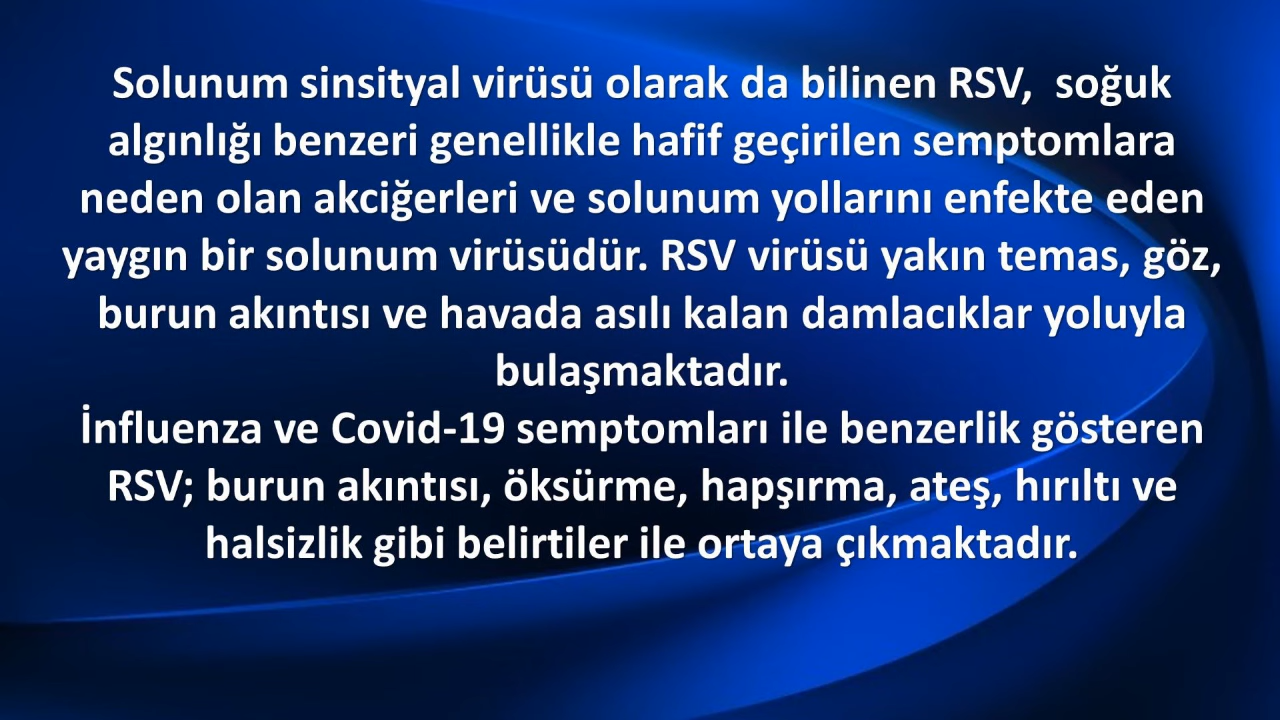 Solunum sinsityal virüsü olarak da bilinen RSV,  soğuk
algınlığı benzeri genellikle hafif geçirilen semptomlara
neden olan akciğerleri ve solunum yollarını enfekte eden
yaygın bir solunum virüsüdür. RSV virüsü yakın temas, göz,
burun akıntısı ve havada asılı kalan damlacıklar yoluyla
bulaşmaktadır.
İnfluenza ve Covid-19 semptomları ile benzerlik gösteren
RSV; burun akıntısı, öksürme, hapşırma, ateş, hırıltı ve
halsizlik gibi belirtiler ile ortaya çıkmaktadır.